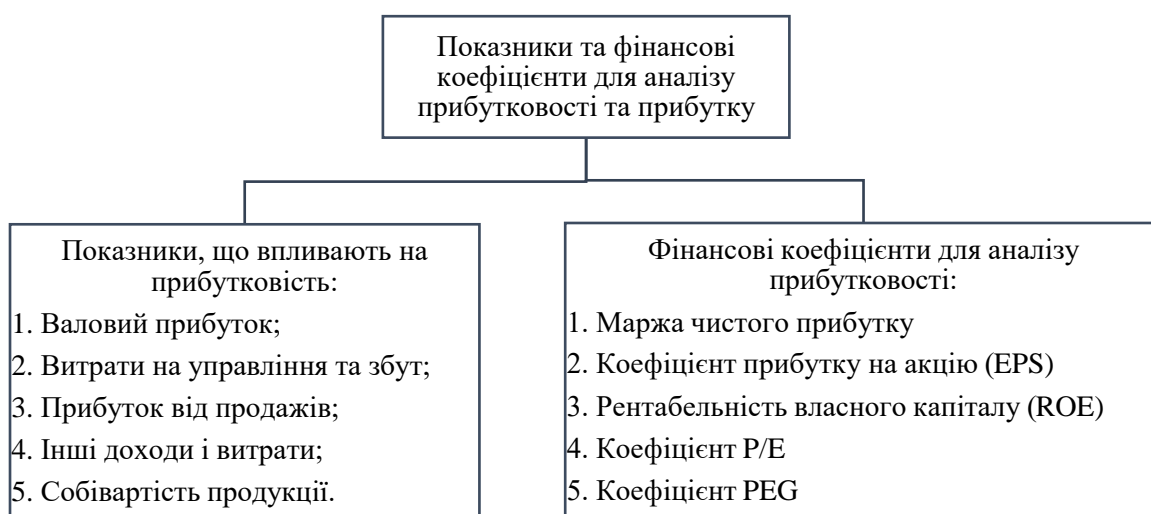 Показники та фінансові
коефіцієнти для аналізу
прибутковості та прибутку
Показники, що впливають на
прибутковість:
1. Валовий прибуток;
2. Витрати на управління та збут;
3. Прибуток від продажів;
4. Інші доходи і витрати;
5. Собівартість продукції.
Фінансові коефіцієнти для аналізу
прибутковості:
1. Маржа чистого прибутку
2. Коефіцієнт прибутку на акцію (EPS)
3. Рентабельність власного капіталу (ROE)
4. Коефіцієнт P/E
5. Коефіцієнт PEG